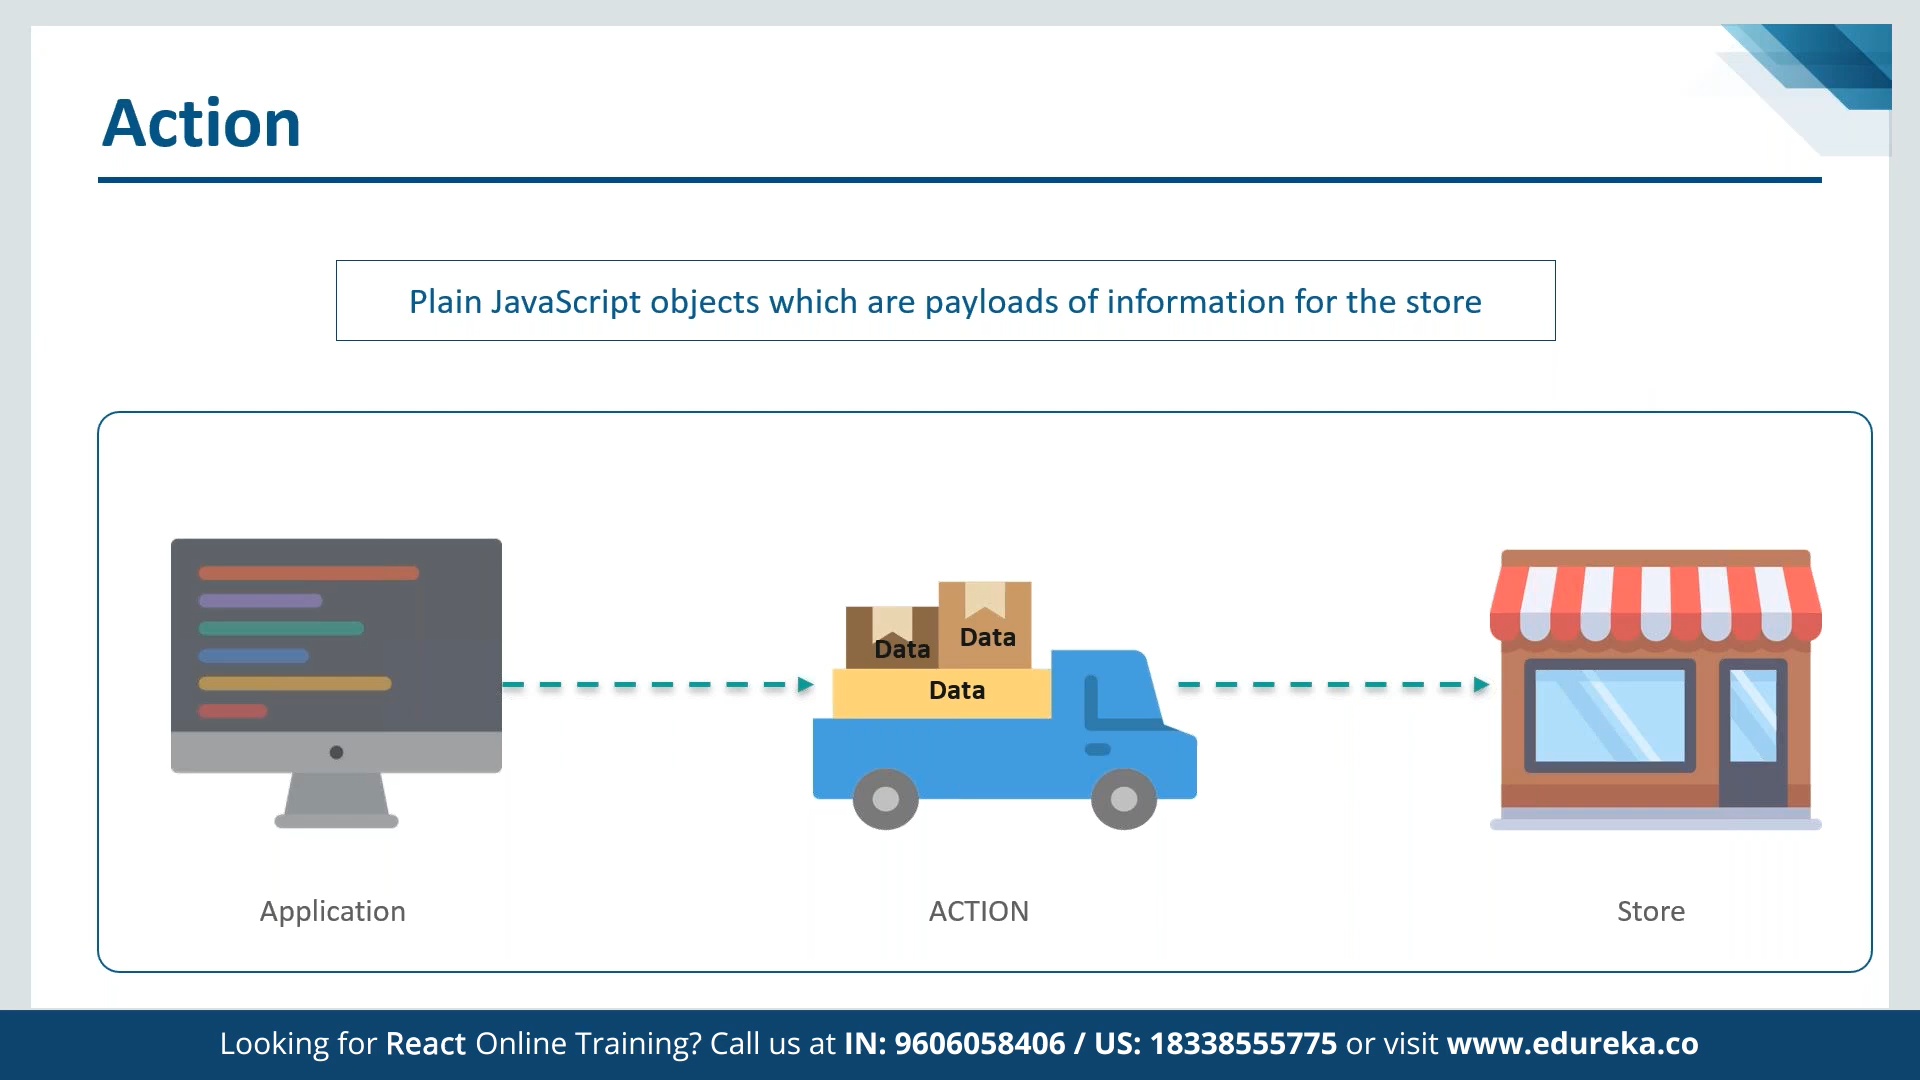 Action
Plain JavaScript objects which are payloads of information for the store
Data
Data
Data
Application
ACTION
Store
Looking for React Online Training? Call us at IN: 9606058406 / US: 18338555775 or visit www.edureka.co